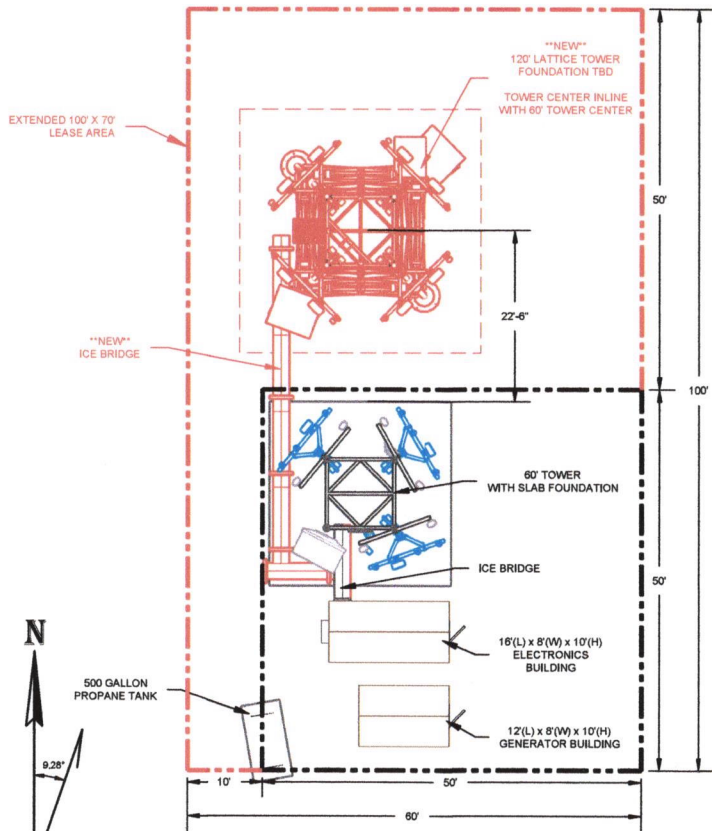 **NEW**
120' LATTICE TOWER
FOUNDATION TBD
TOWER CENTER INLINE
WITH 60' TOWER CENTER
EXTENDED 100' X 70'
LEASE AREA
50'
22'-6"
**NEW**
ICE BRIDGE
100'
60' TOWER
WITH SLAB FOUNDATION
ICE BRIDGE
50'
N
16'(L) x 8'(W) x 10'(H)
ELECTRONICS
BUILDING
500 GALLON
PROPANE TANK
12'(L) x 8'(W) x 10'(H)
GENERATOR BUILDING
9.28°
10'
50'
60'